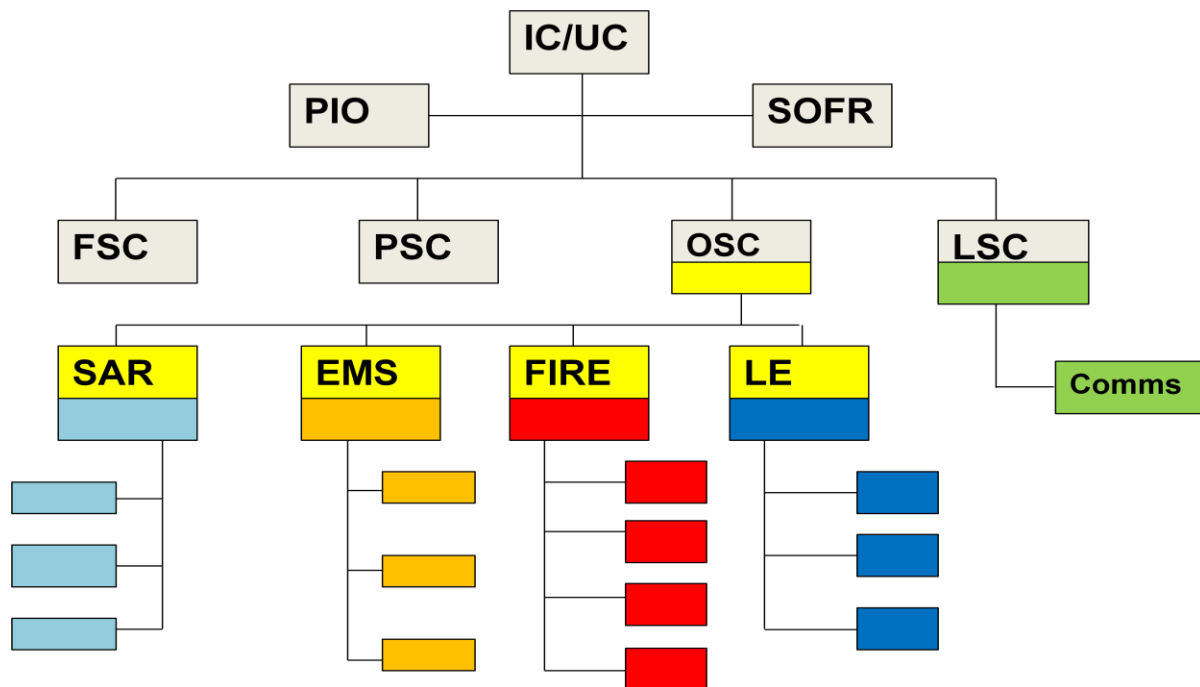 IC/UC
PIO
SOFR
FSC
PSC
OSC
LSC
SAR
EMS
FIRE
LE
Comms